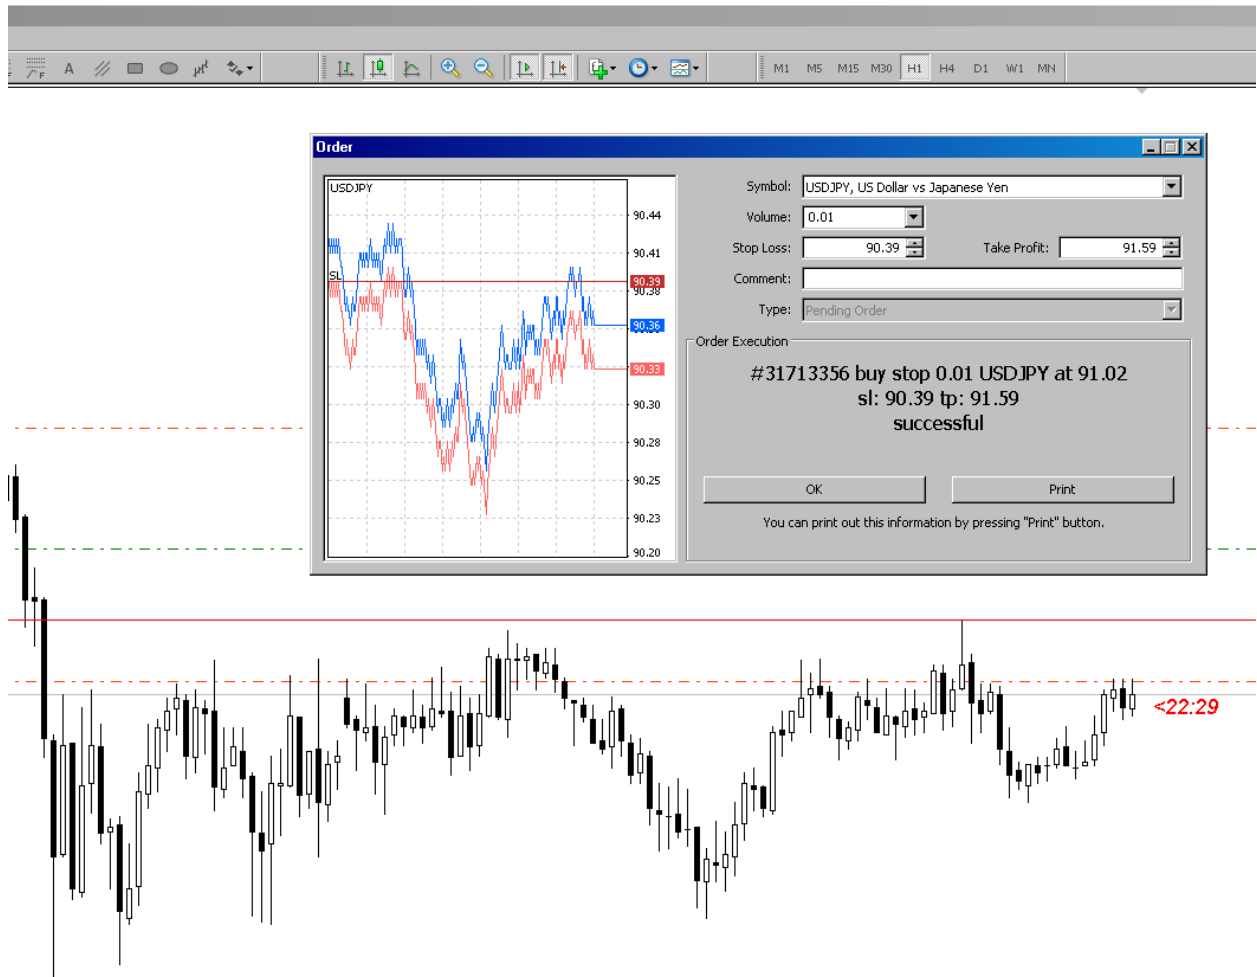 A
F
M1 M5 M15 M30 H1 H4 D1 W1 MN
Order
USDJPY
90.44
90.41
SL
90.39
90.38
90.36
90.33
90.30
90.28
90.25
90.23
90.20
Symbol: USDJPY, US Dollar vs Japanese Yen
Volume: 0.01
Stop Loss: 90.39 Take Profit: 91.59
Comment:
Type: Pending Order
Order Execution
#31713356 buy stop 0.01 USDJPY at 91.02
sl: 90.39 tp: 91.59
successful
OK Print
You can print out this information by pressing "Print" button.
<22:29